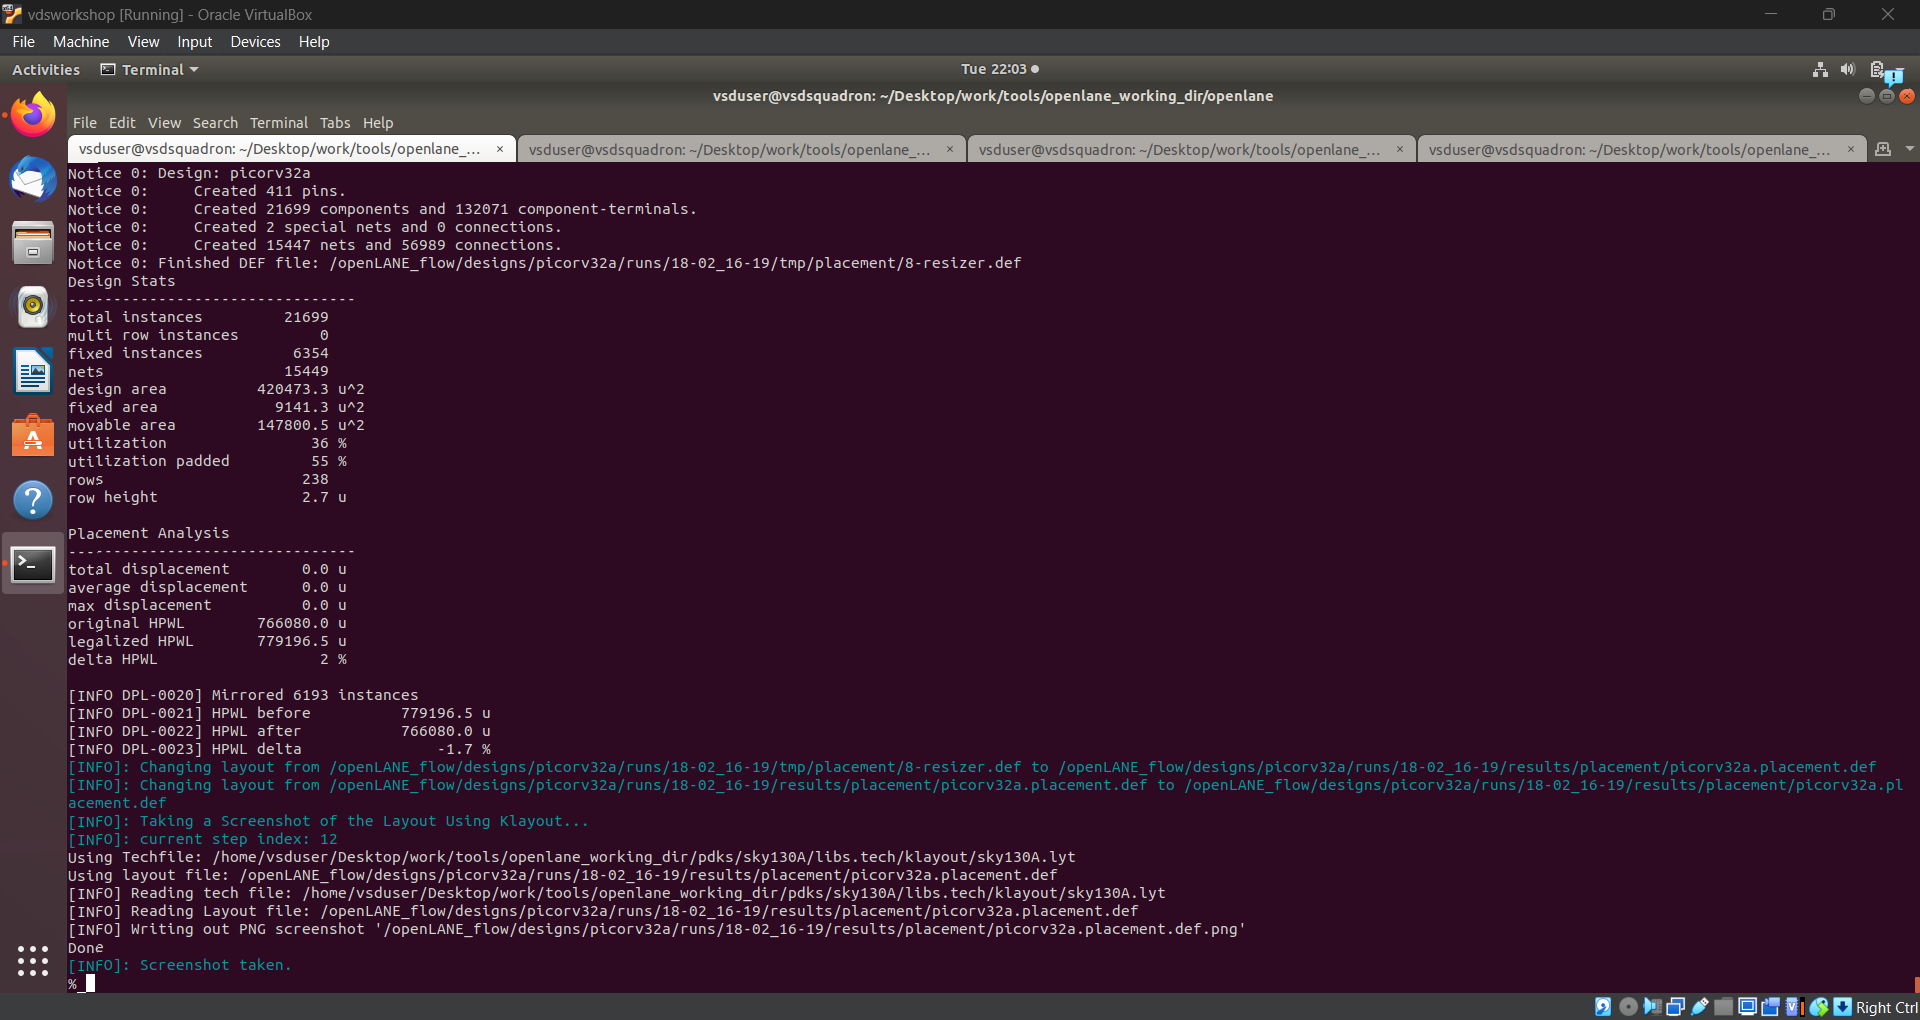 vdsworkshop [Running] - Oracle VirtualBox
File Machine View Input Devices Help
Activities Terminal Tue 22:03
vsduser@vsdsquadron: ~/Desktop/work/tools/openlane_working_dir/openlane
File Edit View Search Terminal Tabs Help
vsduser@vsdsquadron: ~/Desktop/work/tools/openlane_... × vsduser@vsdsquadron: ~/Desktop/work/tools/openlane_... × vsduser@vsdsquadron: ~/Desktop/work/tools/openlane_... × vsduser@vsdsquadron: ~/Desktop/work/tools/openlane_... ×
Notice 0: Design: picorv32a
Notice 0:     Created 411 pins.
Notice 0:     Created 21699 components and 132071 component-terminals.
Notice 0:     Created 2 special nets and 0 connections.
Notice 0:     Created 15447 nets and 56989 connections.
Notice 0: Finished DEF file: /openLANE_flow/designs/picorv32a/runs/18-02_16-19/tmp/placement/8-resizer.def
Design Stats
--------------------------------
total instances         21699
multi row instances         0
fixed instances          6354
nets                    15449
design area          420473.3 u^2
fixed area             9141.3 u^2
movable area         147800.5 u^2
utilization                36 %
utilization padded         55 %
rows                      238
row height                2.7 u
Placement Analysis
--------------------------------
total displacement        0.0 u
average displacement      0.0 u
max displacement          0.0 u
original HPWL        766080.0 u
legalized HPWL       779196.5 u
delta HPWL                  2 %
[INFO DPL-0020] Mirrored 6193 instances
[INFO DPL-0021] HPWL before          779196.5 u
[INFO DPL-0022] HPWL after           766080.0 u
[INFO DPL-0023] HPWL delta               -1.7 %
[INFO]: Changing layout from /openLANE_flow/designs/picorv32a/runs/18-02_16-19/tmp/placement/8-resizer.def to /openLANE_flow/designs/picorv32a/runs/18-02_16-19/results/placement/picorv32a.placement.def
[INFO]: Changing layout from /openLANE_flow/designs/picorv32a/runs/18-02_16-19/results/placement/picorv32a.placement.def to /openLANE_flow/designs/picorv32a/runs/18-02_16-19/results/placement/picorv32a.pl
acement.def
[INFO]: Taking a Screenshot of the Layout Using Klayout...
[INFO]: current step index: 12
Using Techfile: /home/vsduser/Desktop/work/tools/openlane_working_dir/pdks/sky130A/libs.tech/klayout/sky130A.lyt
Using layout file: /openLANE_flow/designs/picorv32a/runs/18-02_16-19/results/placement/picorv32a.placement.def
[INFO] Reading tech file: /home/vsduser/Desktop/work/tools/openlane_working_dir/pdks/sky130A/libs.tech/klayout/sky130A.lyt
[INFO] Reading Layout file: /openLANE_flow/designs/picorv32a/runs/18-02_16-19/results/placement/picorv32a.placement.def
[INFO] Writing out PNG screenshot '/openLANE_flow/designs/picorv32a/runs/18-02_16-19/results/placement/picorv32a.placement.def.png'
Done
[INFO]: Screenshot taken.
%
Right Ctrl